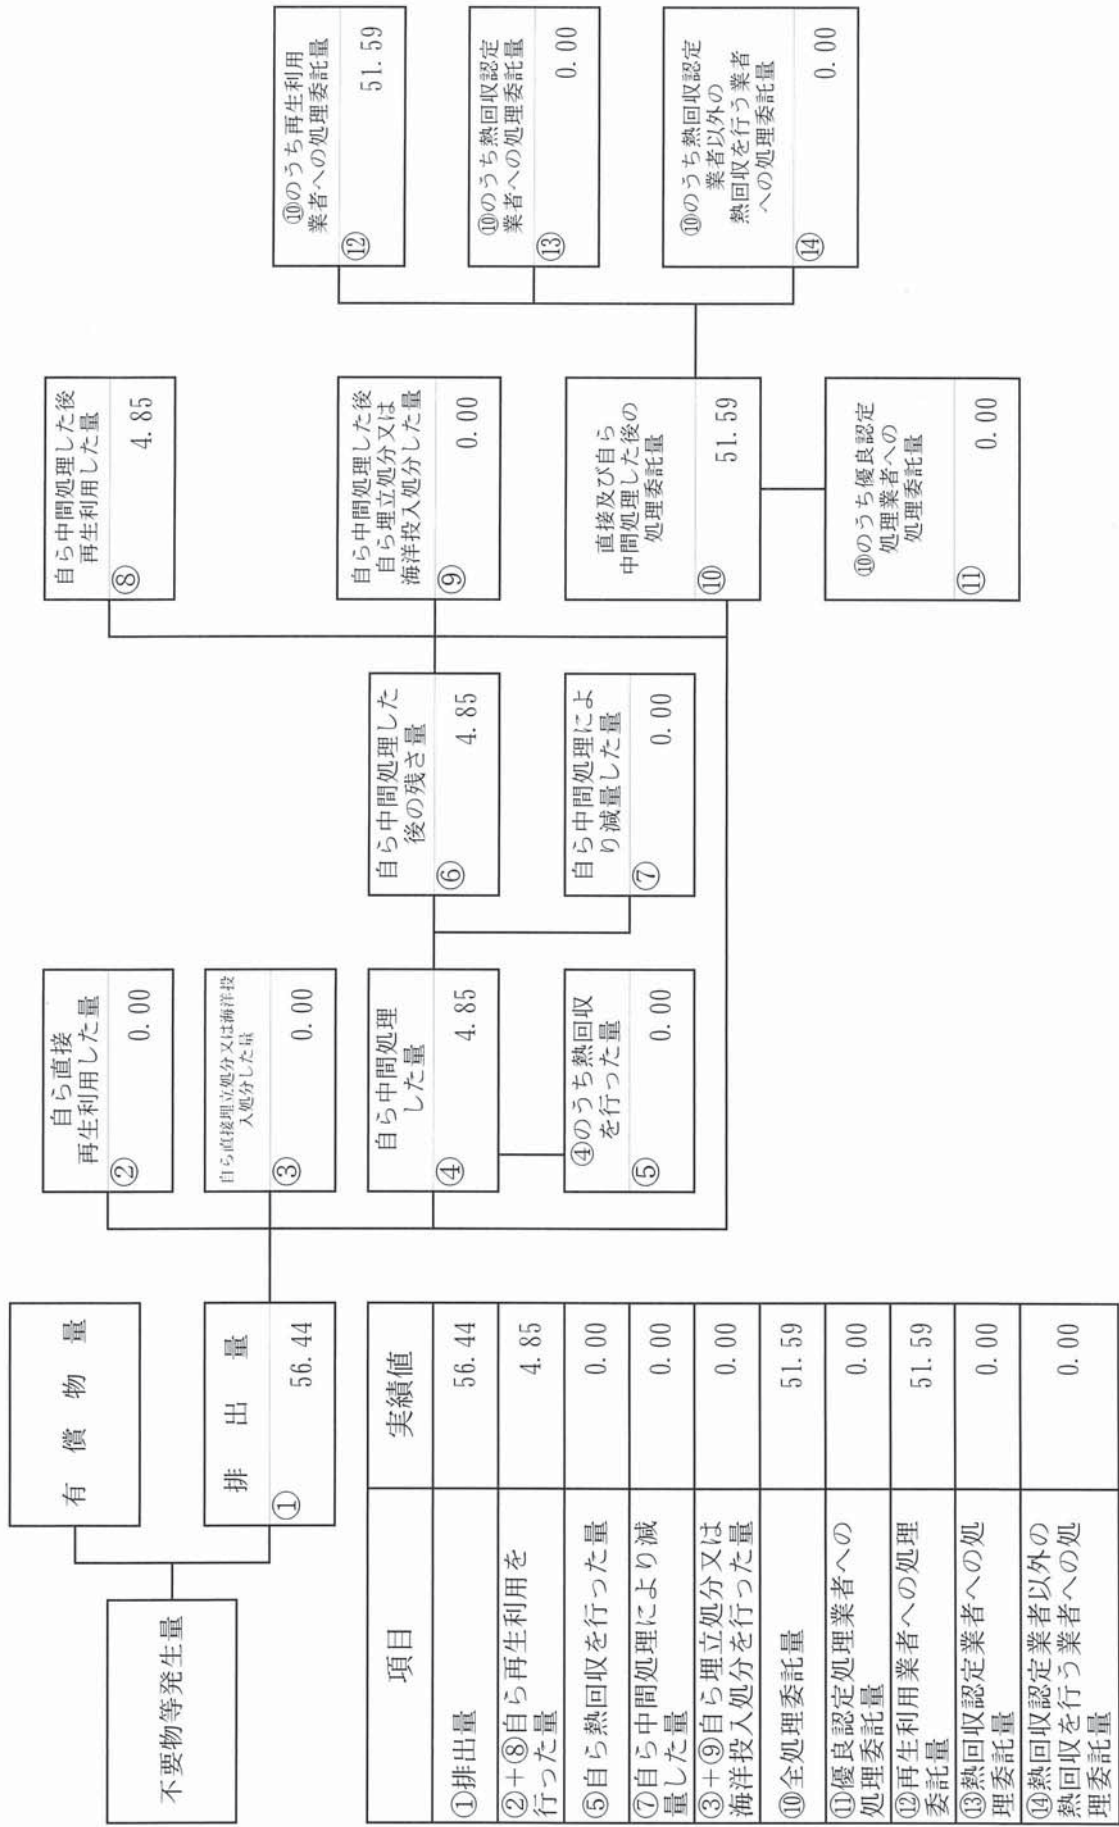 不要物等発生量
有償物量
排出量
①
56.44
自ら直接
再生利用した量
②
0.00
自ら直接埋立処分又は海洋投
入処分した量
③
0.00
自ら中間処理
した量
④
4.85
④のうち熱回収
を行った量
⑤
0.00
自ら中間処理した
後の残さ量
⑥
4.85
自ら中間処理によ
り減量した量
⑦
0.00
自ら中間処理した後
再生利用した量
⑧
4.85
自ら中間処理した後
自ら埋立処分又は
海洋投入処分した量
⑨
0.00
直接及び自ら
中間処理した後の
処理委託量
⑩
51.59
⑩のうち優良認定
処理業者への
処理委託量
⑪
0.00
⑩のうち再生利用
業者への処理委託量
⑫
51.59
⑩のうち熱回収認定
業者への処理委託量
⑬
0.00
⑩のうち熱回収認定
業者以外の
熱回収を行う業者
への処理委託量
⑭
0.00
項目 実績値
①排出量 56.44
②+⑧自ら再生利用を
行った量 4.85
⑤自ら熱回収を行った量 0.00
⑦自ら中間処理により減
量した量 0.00
③+⑨自ら埋立処分又は
海洋投入処分を行った量 0.00
⑩全処理委託量 51.59
⑪優良認定処理業者への
処理委託量 0.00
⑫再生利用業者への処理
委託量 51.59
⑬熱回収認定業者への処
理委託量 0.00
⑭熱回収認定業者以外の
熱回収を行う業者への処
理委託量 0.00